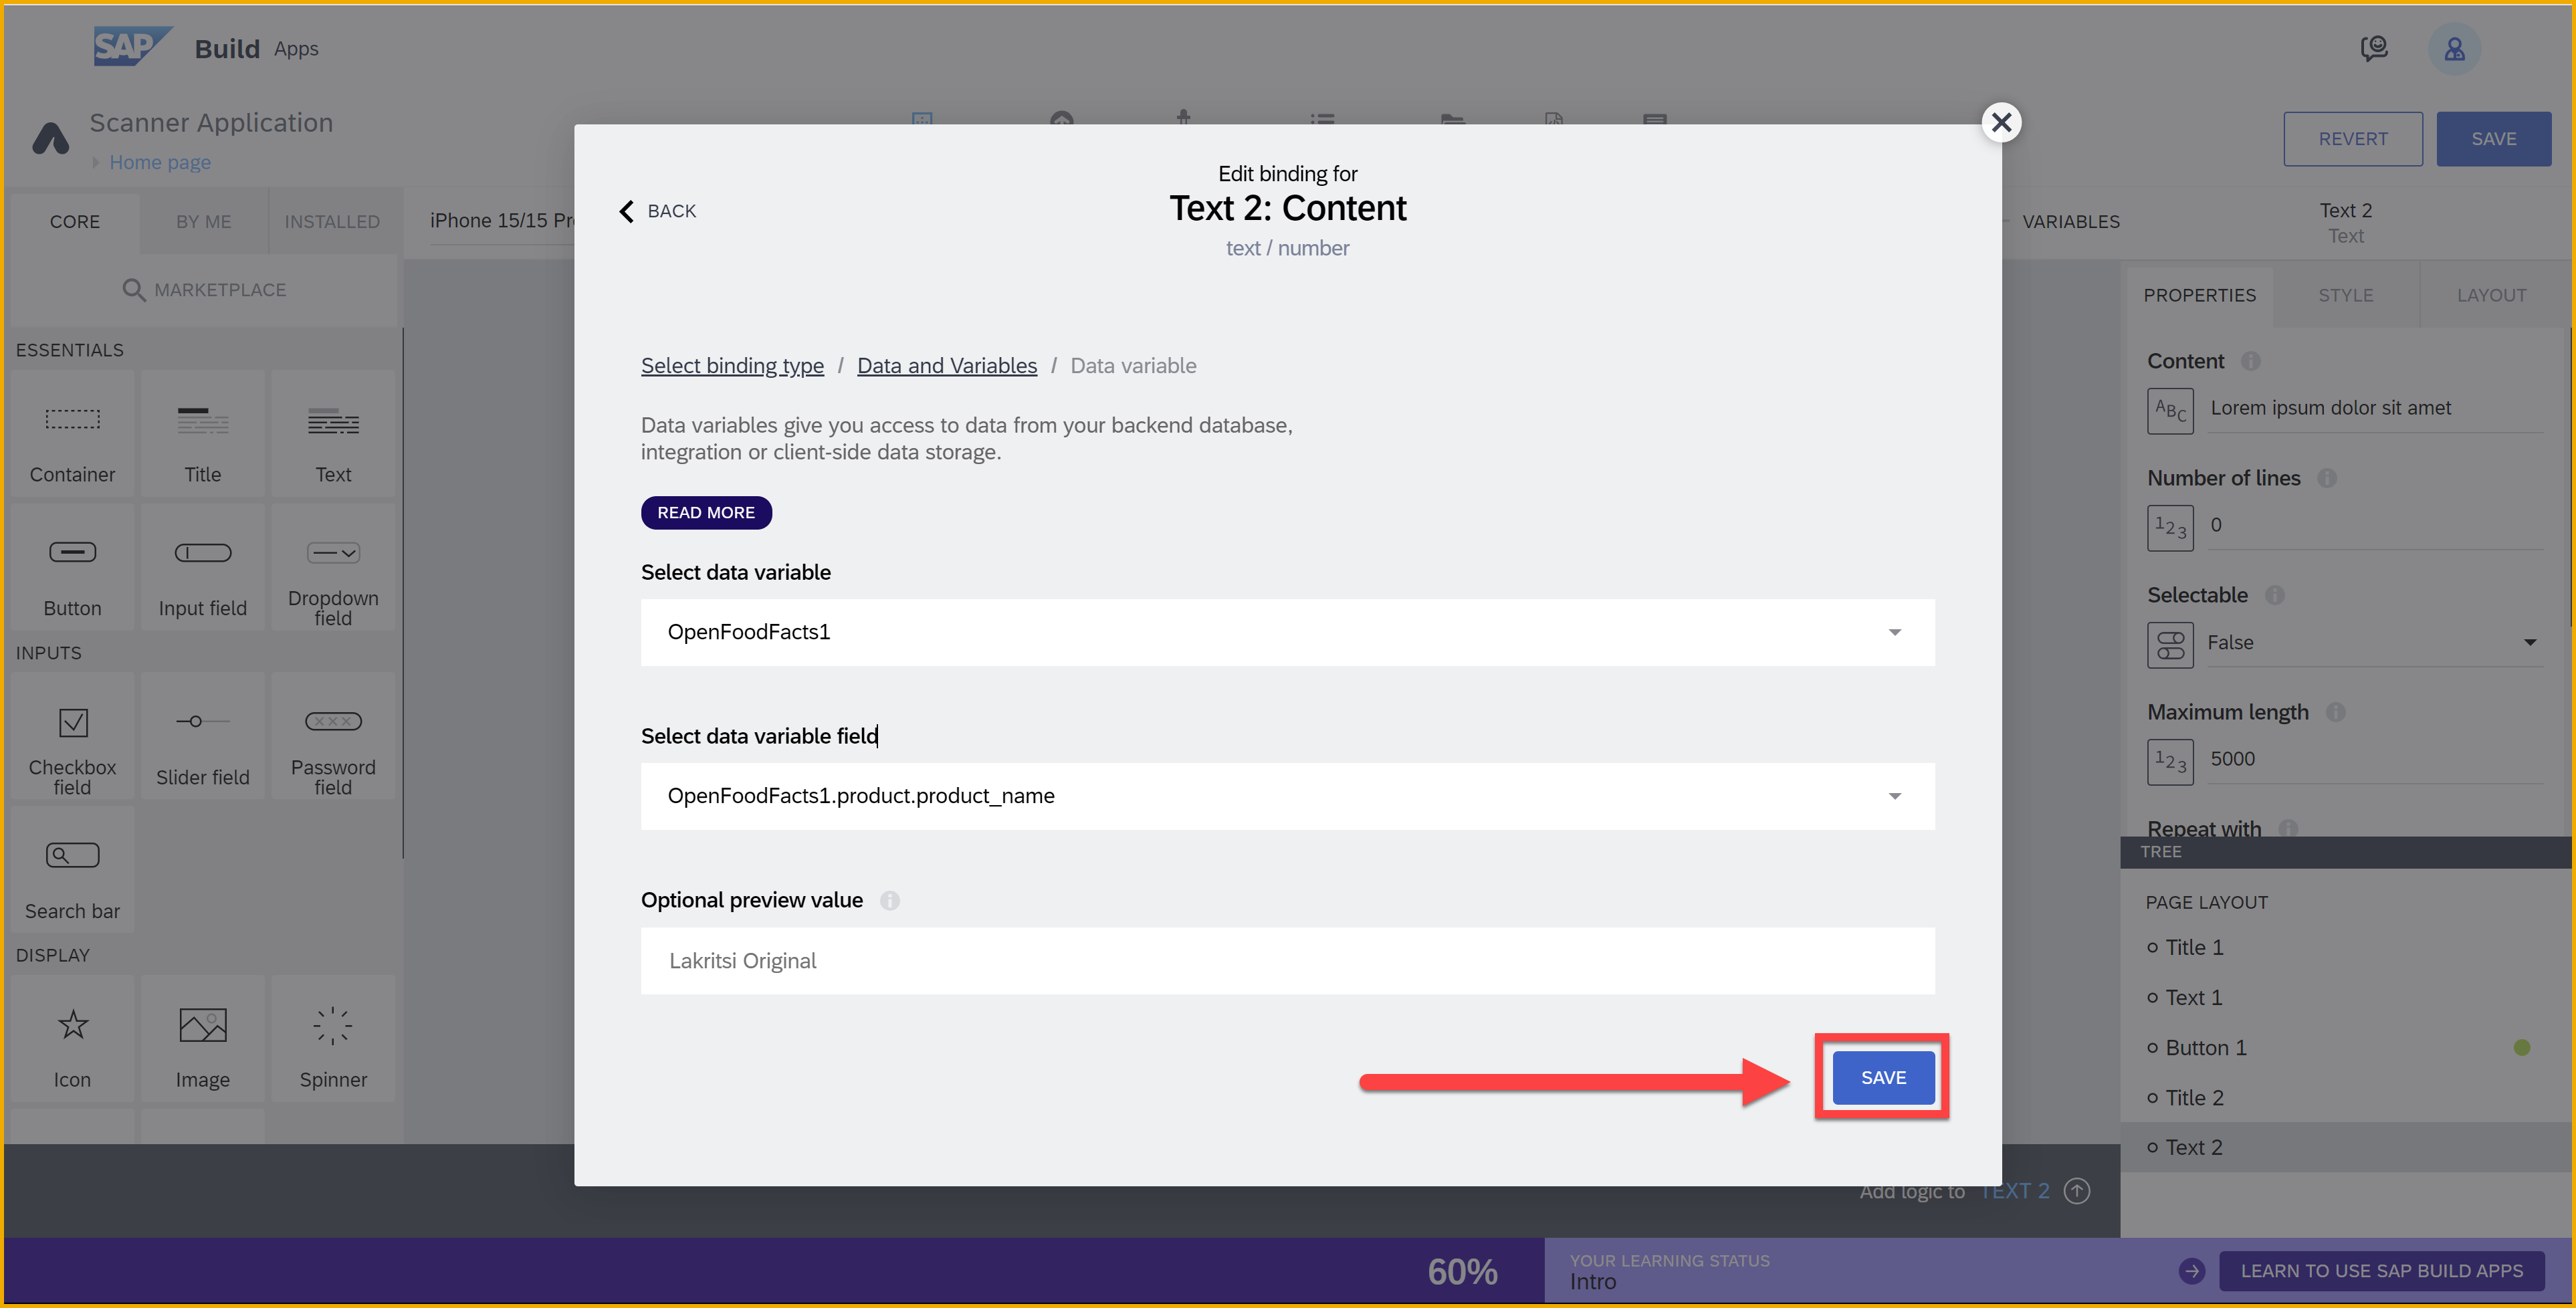 SAP Build Apps
Scanner Application
Home page
REVERT
SAVE
CORE
BY ME
INSTALLED
MARKETPLACE
ESSENTIALS
Container
Title
Text
Button
Input field
Dropdown
field
INPUTS
Checkbox
field
Slider field
Password
field
Search bar
DISPLAY
Icon
Image
Spinner
iPhone 15/15 Pr
BACK
Edit binding for
Text 2: Content
text / number
Select binding type / Data and Variables / Data variable
Data variables give you access to data from your backend database,
integration or client-side data storage.
READ MORE
Select data variable
OpenFoodFacts1
Select data variable field
OpenFoodFacts1.product.product_name
Optional preview value
Lakritsi Original
SAVE
VARIABLES
Text 2
Text
PROPERTIES
STYLE
LAYOUT
Content
ABC
Lorem ipsum dolor sit amet
Number of lines
123
0
Selectable
False
Maximum length
123
5000
Repeat with
TREE
PAGE LAYOUT
Title 1
Text 1
Button 1
Title 2
Text 2
Add logic to TEXT 2
60%
YOUR LEARNING STATUS
Intro
LEARN TO USE SAP BUILD APPS